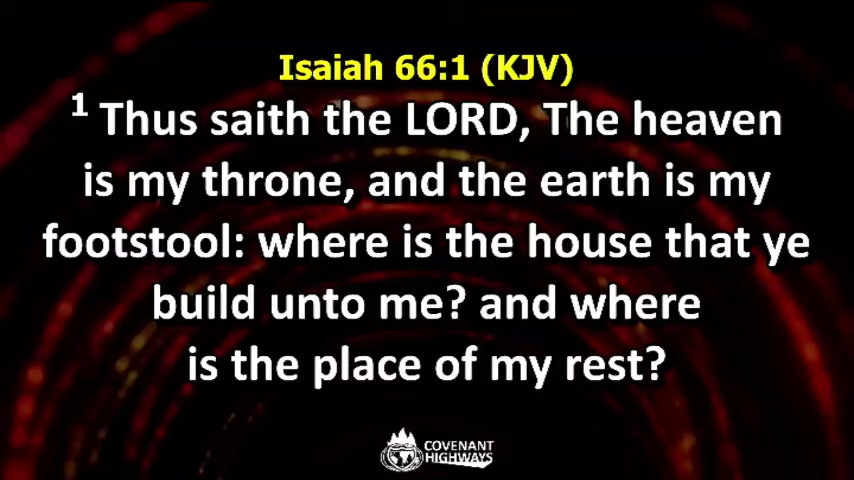 Isaiah 66:1 (KJV)
1 Thus saith the LORD, The heaven
is my throne, and the earth is my
footstool: where is the house that ye
build unto me? and where
is the place of my rest?
COVENANT
HIGHWAYS